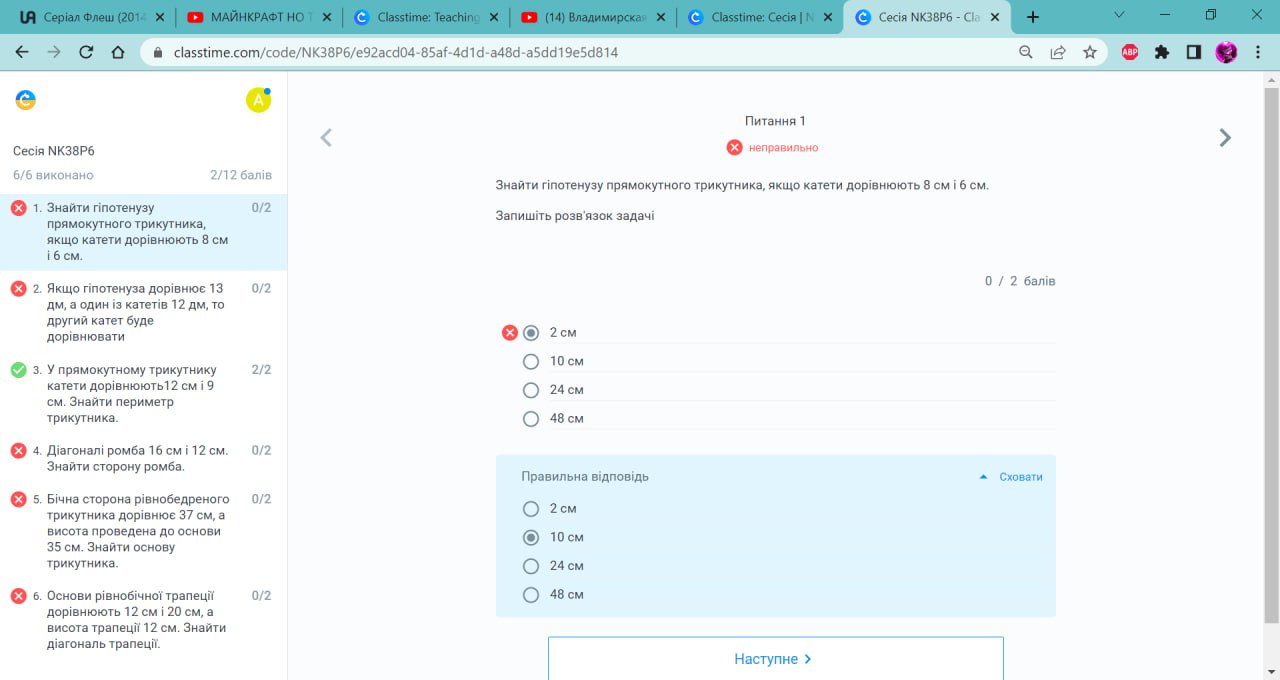 Серіал Флеш (2014
МАЙНКРАФТ НО Т
Classtime: Teaching
(14) Владимирская
Classtime: Сесія | N
Сесія NK38P6 - Cla
classtime.com/code/NK38P6/e92acd04-85af-4d1d-a48d-a5dd19e5d814
ABP
A
Сесія NK38P6
6/6 виконано 2/12 балів
1. Знайти гіпотенузу 0/2
прямокутного трикутника,
якщо катети дорівнюють 8 см
і 6 см.
2. Якщо гіпотенуза дорівнює 13 0/2
дм, а один із катетів 12 дм, то
другий катет буде
дорівнювати
3. У прямокутному трикутнику 2/2
катети дорівнюють12 см і 9
см. Знайти периметр
трикутника.
4. Діагоналі ромба 16 см і 12 см. 0/2
Знайти сторону ромба.
5. Бічна сторона рівнобедреного 0/2
трикутника дорівнює 37 см, а
висота проведена до основи
35 см. Знайти основу
трикутника.
6. Основи рівнобічної трапеції 0/2
дорівнюють 12 см і 20 см, а
висота трапеції 12 см. Знайти
діагональ трапеції.
Питання 1
неправильно
Знайти гіпотенузу прямокутного трикутника, якщо катети дорівнюють 8 см і 6 см.
Запишіть розв'язок задачі
0 / 2 балів
2 см
10 см
24 см
48 см
Правильна відповідь
Сховати
2 см
10 см
24 см
48 см
Наступне